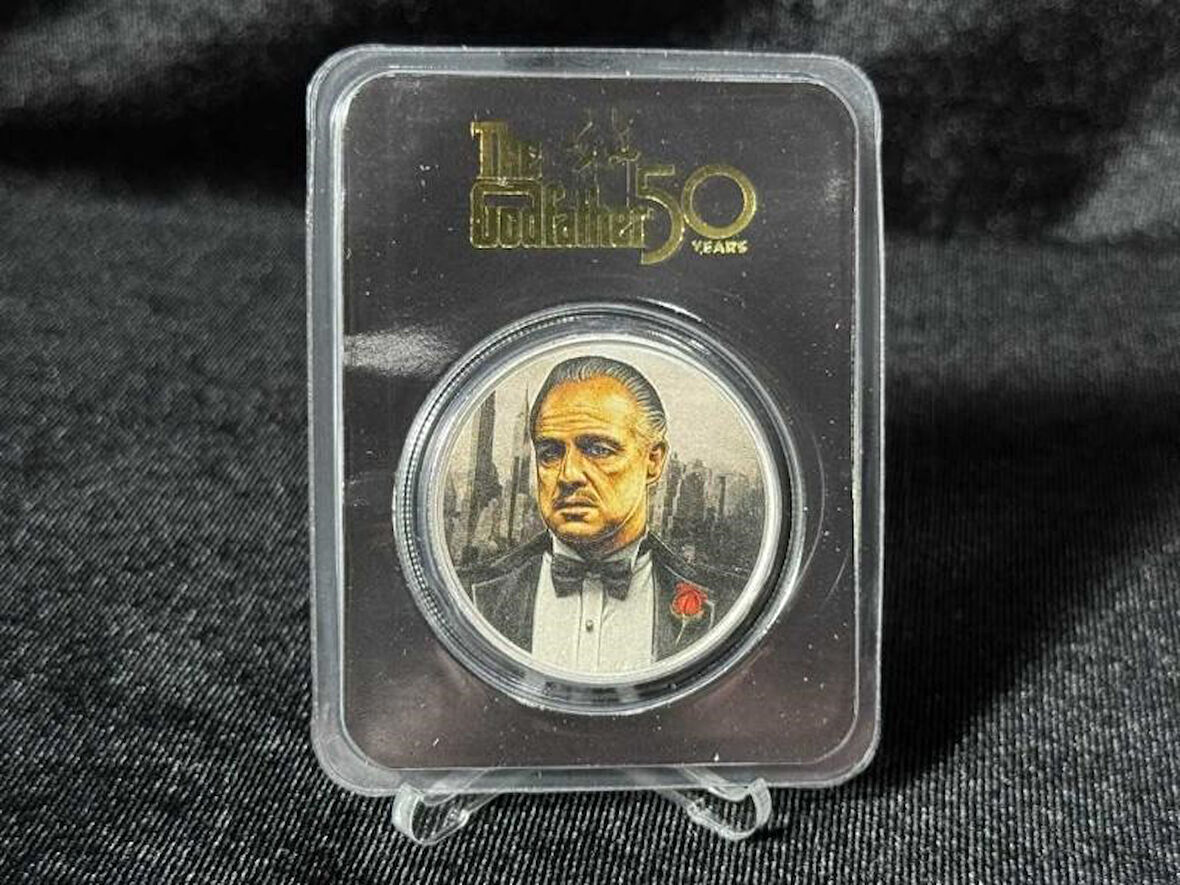 The
Godfather 50
YEARS